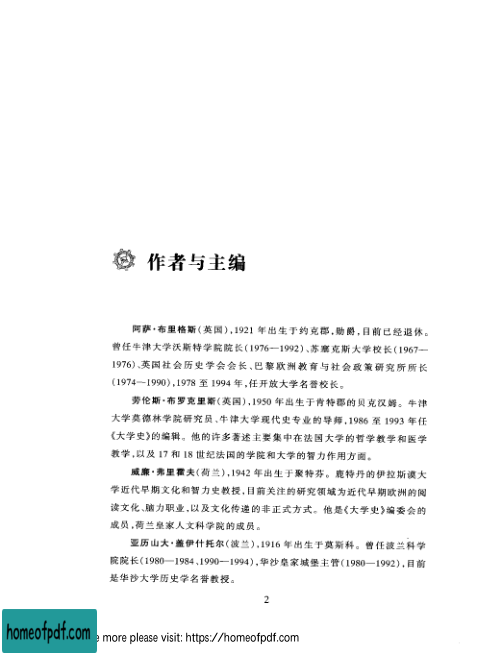 作者与主编
阿萨·布里格斯(英国),1921 年出生于约克郡,勋爵,目前已经退休。
曾任牛津大学沃斯特学院院长(1976—1992)、苏塞克斯大学校长(1967—
1976)、英国社会历史学会会长、巴黎欧洲教育与社会政策研究所所长
(1974—1990),1978 至 1994 年,任开放大学名誉校长。
劳伦斯·布罗克里斯(英国),1950 年出生于肯特郡的贝克汉姆。牛津
大学莫德林学院研究员、牛津大学现代史专业的导师,1986 至 1993 年任
《大学史》的编辑。他的许多著述主要集中在法国大学的哲学教学和医学
教学,以及 17 和 18 世纪法国的学院和大学的智力作用方面。
威廉·弗里霍夫(荷兰),1942 年出生于聚特芬。鹿特丹的伊拉斯谟大
学近代早期文化和智力史教授,目前关注的研究领域为近代早期欧洲的阅
读文化、脑力职业,以及文化传递的非正式方式。他是《大学史》编委会的
成员,荷兰皇家人文科学院的成员。
亚历山大·盖伊什托尔(波兰),1916 年出生于莫斯科。曾任波兰科学
院院长(1980—1984、1990—1994),华沙皇家城堡主管(1980—1992),目前
是华沙大学历史学名誉教授。
2
homeofpdf.com
e more please visit: https://homeofpdf.com